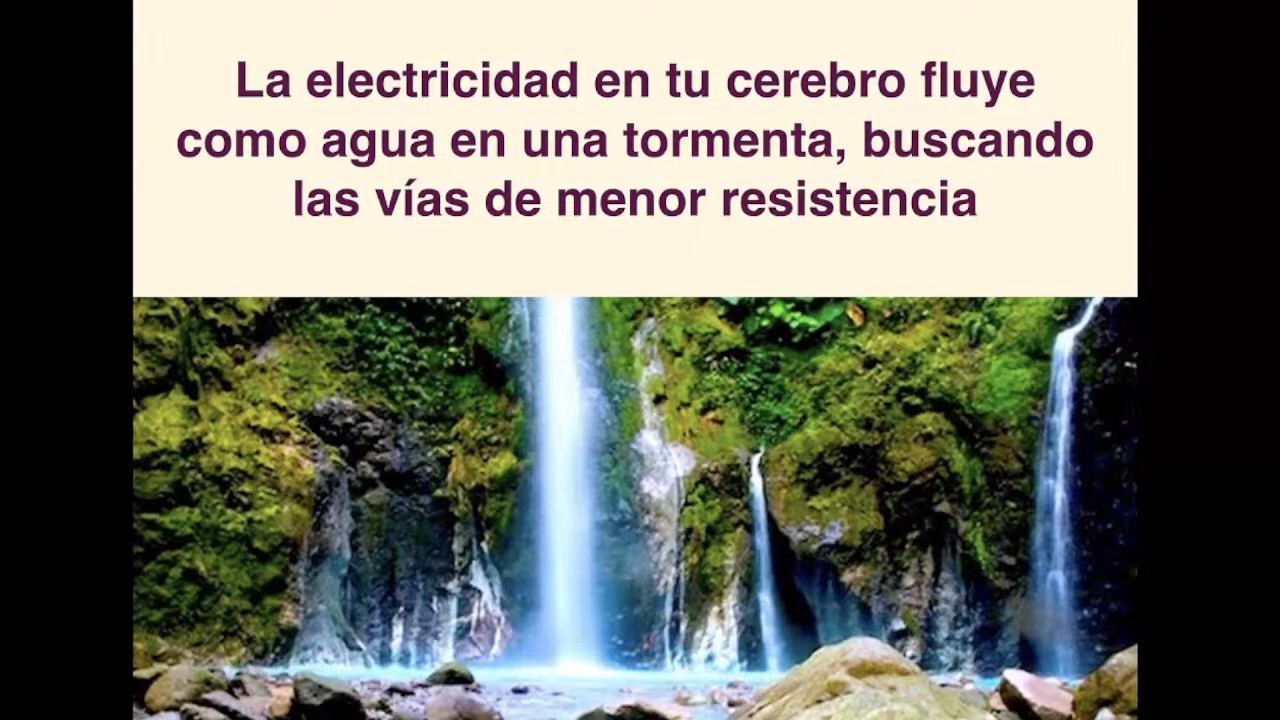 La electricidad en tu cerebro fluye
como agua en una tormenta, buscando
las vías de menor resistencia